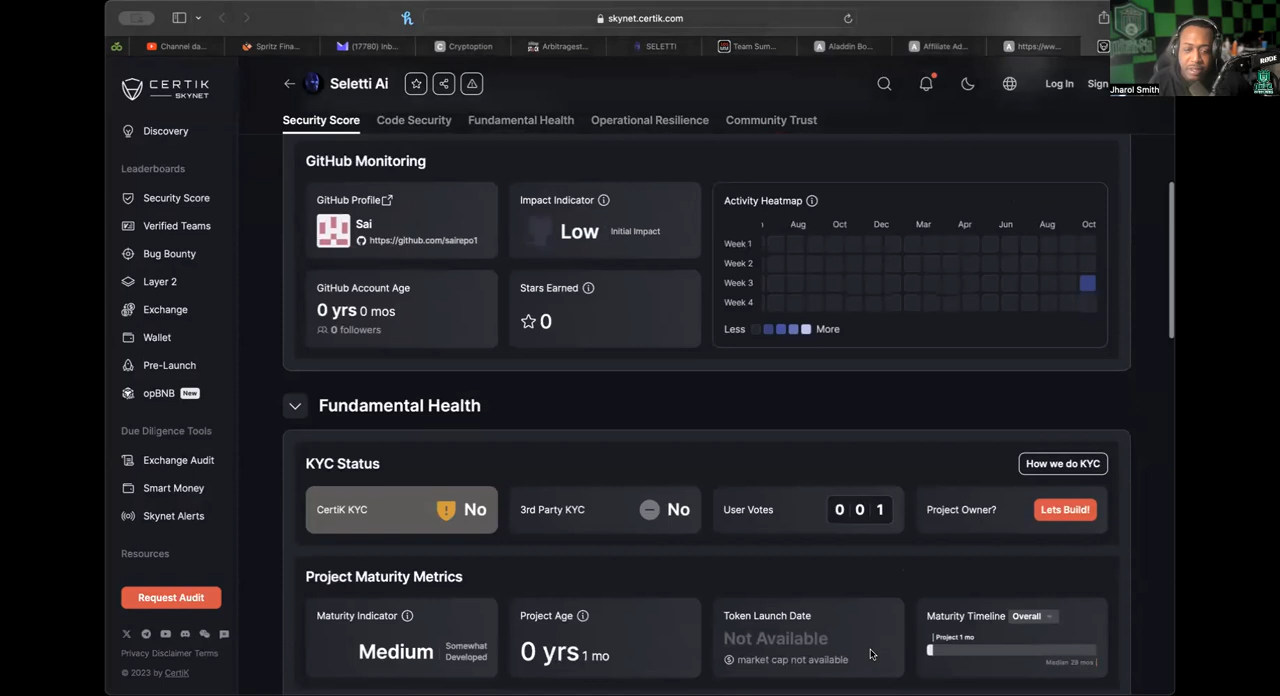 skynet.certik.com
Channel da...
Spritz Fina...
(17780) Inb...
Cryptoption
Arbitragest...
SELETTI
Team Sum...
Aladdin Bo...
Affiliate Ad...
https://ww...
RØDE
Jharol Smith
CERTIK
SKYNET
Seletti Ai
Log In
Sign
Security Score
Code Security
Fundamental Health
Operational Resilience
Community Trust
Discovery
Leaderboards
Security Score
Verified Teams
Bug Bounty
Layer 2
Exchange
Wallet
Pre-Launch
opBNB New
Due Diligence Tools
Exchange Audit
Smart Money
Skynet Alerts
Resources
Request Audit
Privacy Disclaimer Terms
© 2023 by CertiK
GitHub Monitoring
GitHub Profile
Sai
https://github.com/sairepo1
Impact Indicator
Low Initial Impact
GitHub Account Age
0 yrs 0 mos
0 followers
Stars Earned
0
Activity Heatmap
Aug Oct Dec Mar Apr Jun Aug Oct
Week 1
Week 2
Week 3
Week 4
Less More
Fundamental Health
KYC Status
How we do KYC
CertiK KYC No
3rd Party KYC No
User Votes 0 0 1
Project Owner? Lets Build!
Project Maturity Metrics
Maturity Indicator
Medium
Somewhat
Developed
Project Age
0 yrs 1 mo
Token Launch Date
Not Available
market cap not available
Maturity Timeline Overall
Project 1 mo
Median 29 mos